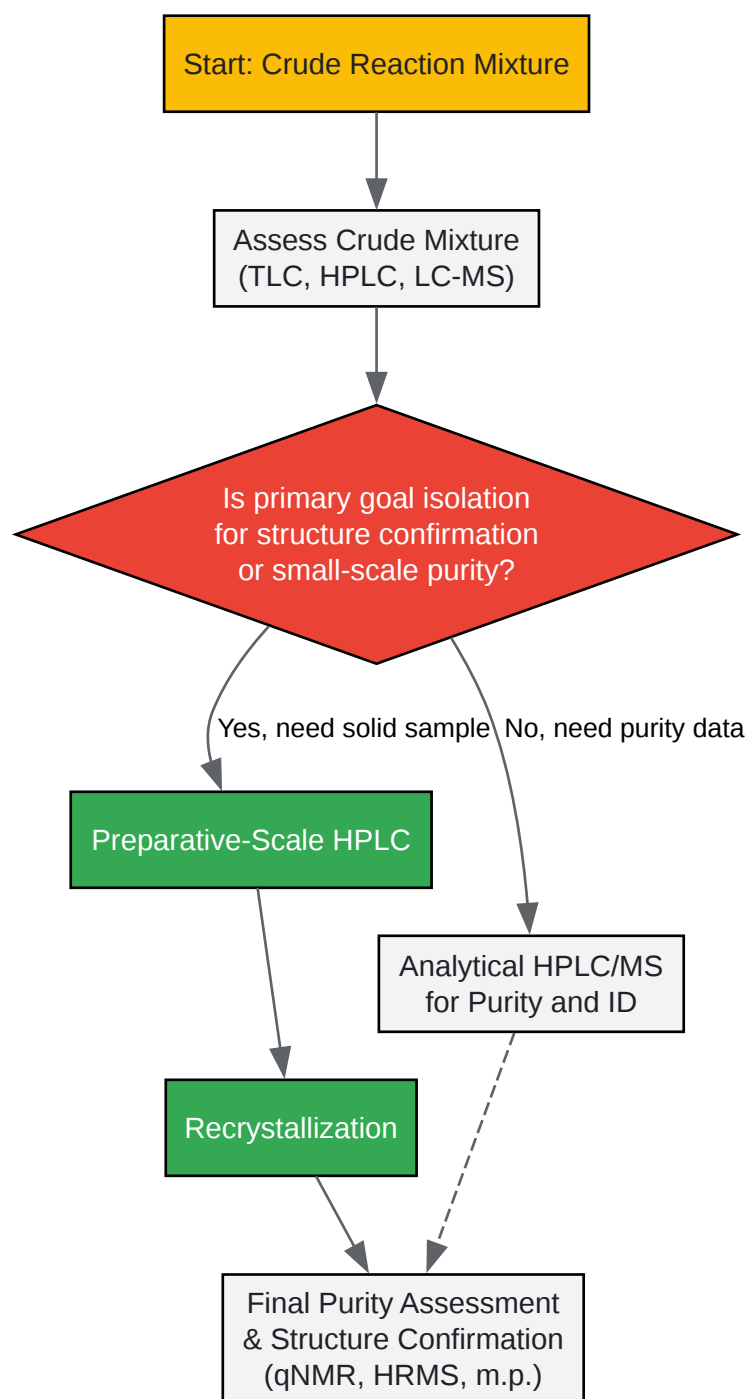 Start: Crude Reaction Mixture
Assess Crude Mixture
(TLC, HPLC, LC-MS)
Is primary goal isolation
for structure confirmation
or small-scale purity?
Yes, need solid sample
No, need purity data
Preparative-Scale HPLC
Analytical HPLC/MS
for Purity and ID
Recrystallization
Final Purity Assessment
& Structure Confirmation
(qNMR, HRMS, m.p.)